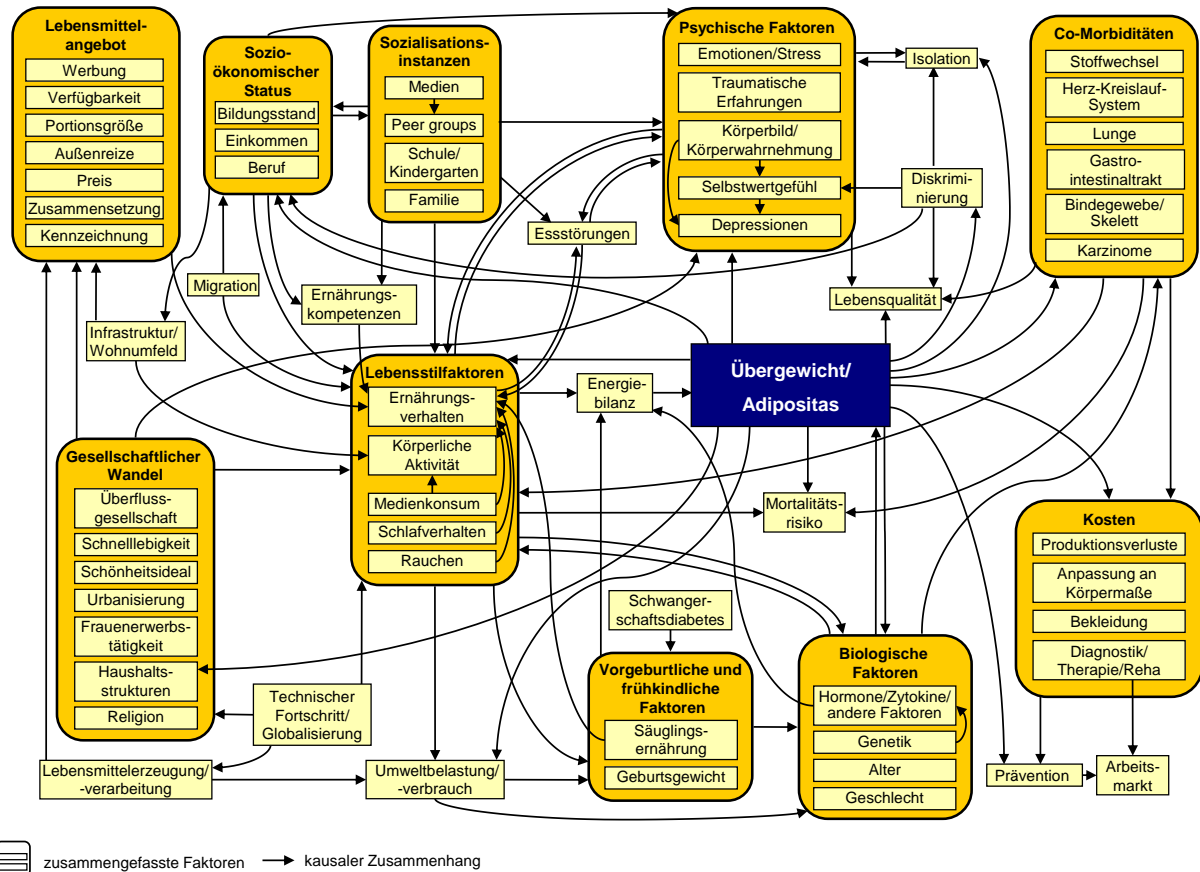 Lebensmittel-
angebot
Werbung
Verfügbarkeit
Portionsgröße
Außenreize
Preis
Zusammensetzung
Kennzeichnung
Sozio-
ökonomischer
Status
Bildungsstand
Einkommen
Beruf
Sozialisations-
instanzen
Medien
Peer groups
Schule/
Kindergarten
Familie
Psychische Faktoren
Emotionen/Stress
Traumatische
Erfahrungen
Körperbild/
Körperwahrnehmung
Selbstwertgefühl
Depressionen
Isolation
Diskrimi-
nierung
Lebensqualität
Co-Morbiditäten
Stoffwechsel
Herz-Kreislauf-
System
Lunge
Gastro-
intestinaltrakt
Bindegewebe/
Skelett
Karzinome
Essstörungen
Migration
Ernährungs-
kompetenzen
Infrastruktur/
Wohnumfeld
Lebensstilfaktoren
Ernährungs-
verhalten
Körperliche
Aktivität
Medienkonsum
Schlafverhalten
Rauchen
Energie-
bilanz
Übergewicht/
Adipositas
Mortalitäts-
risiko
Gesellschaftlicher
Wandel
Überfluss-
gesellschaft
Schnelllebigkeit
Schönheitsideal
Urbanisierung
Frauenerwerbs-
tätigkeit
Haushalts-
strukturen
Religion
Kosten
Produktionsverluste
Anpassung an
Körpermaße
Bekleidung
Diagnostik/
Therapie/Reha
Schwanger-
schaftsdiabetes
Vorgeburtliche und
frühkindliche
Faktoren
Säuglings-
ernährung
Geburtsgewicht
Biologische
Faktoren
Hormone/Zytokine/
andere Faktoren
Genetik
Alter
Geschlecht
Technischer
Fortschritt/
Globalisierung
Lebensmittelerzeugung/
-verarbeitung
Umweltbelastung/
-verbrauch
Prävention
Arbeits-
markt
zusammengefasste Faktoren
kausaler Zusammenhang